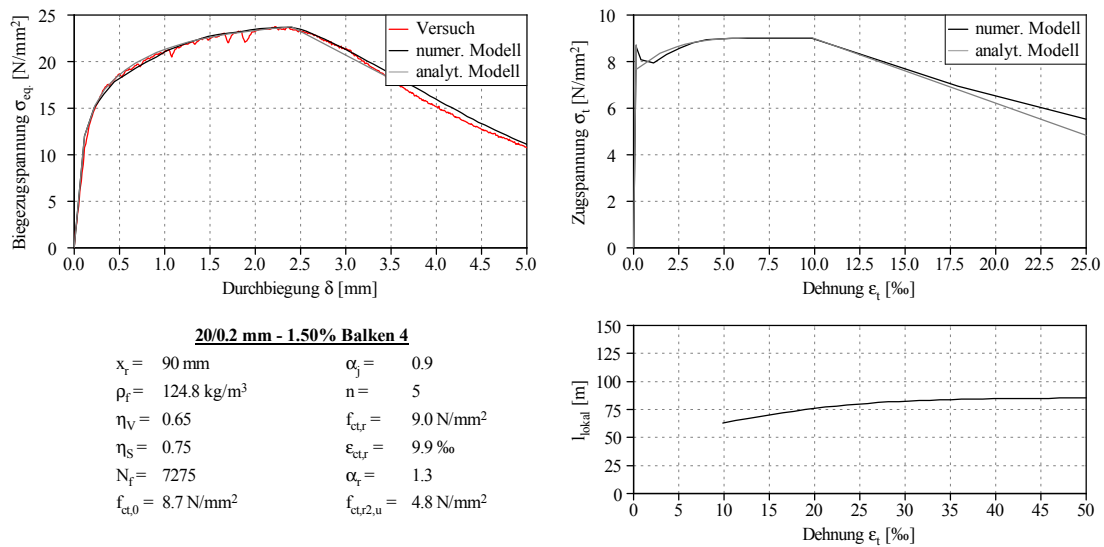 25
20
15
10
5
0
0.0 0.5 1.0 1.5 2.0 2.5 3.0 3.5 4.0 4.5 5.0
Biegezugspannung σeq. [N/mm²]
Durchbiegung δ [mm]
Versuch
numer. Modell
analyt. Modell
10
8
6
4
2
0
0.0 2.5 5.0 7.5 10.0 12.5 15.0 17.5 20.0 22.5 25.0
Zugspannung σt [N/mm²]
Dehnung εt [‰]
numer. Modell
analyt. Modell
20/0.2 mm - 1.50% Balken 4
xr = 90 mm αj = 0.9
ρf = 124.8 kg/m³ n = 5
ηV = 0.65 fct,r = 9.0 N/mm²
ηS = 0.75 εct,r = 9.9 ‰
Nf = 7275 αr = 1.3
fct,0 = 8.7 N/mm² fct,r2,u = 4.8 N/mm²
150
125
100
75
50
25
0
0.0 5 10 15 20 25 30 35 40 45 50
llokal [m]
Dehnung εt [‰]